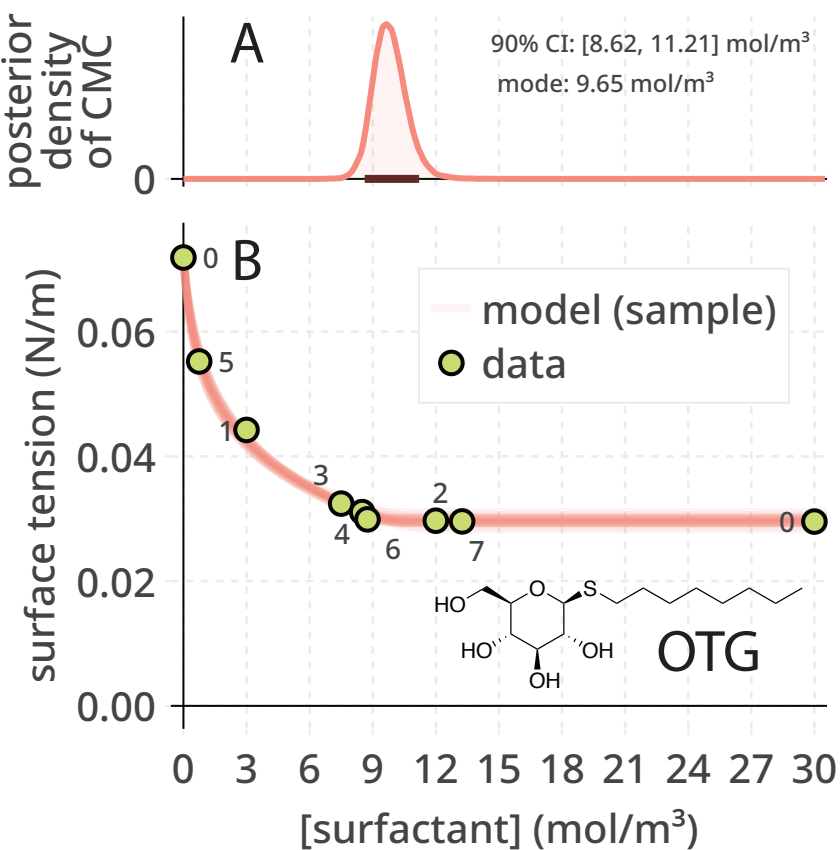 posterior
density
of CMC
A
90% CI: [8.62, 11.21] mol/m³
mode: 9.65 mol/m³
0
B
surface tension (N/m)
0.06
0.04
0.02
0.00
0
5
1
3
4
6
2
7
0
model (sample)
data
HO
O
S
HO
OH
OH
OTG
0 3 6 9 12 15 18 21 24 27 30
[surfactant] (mol/m³)